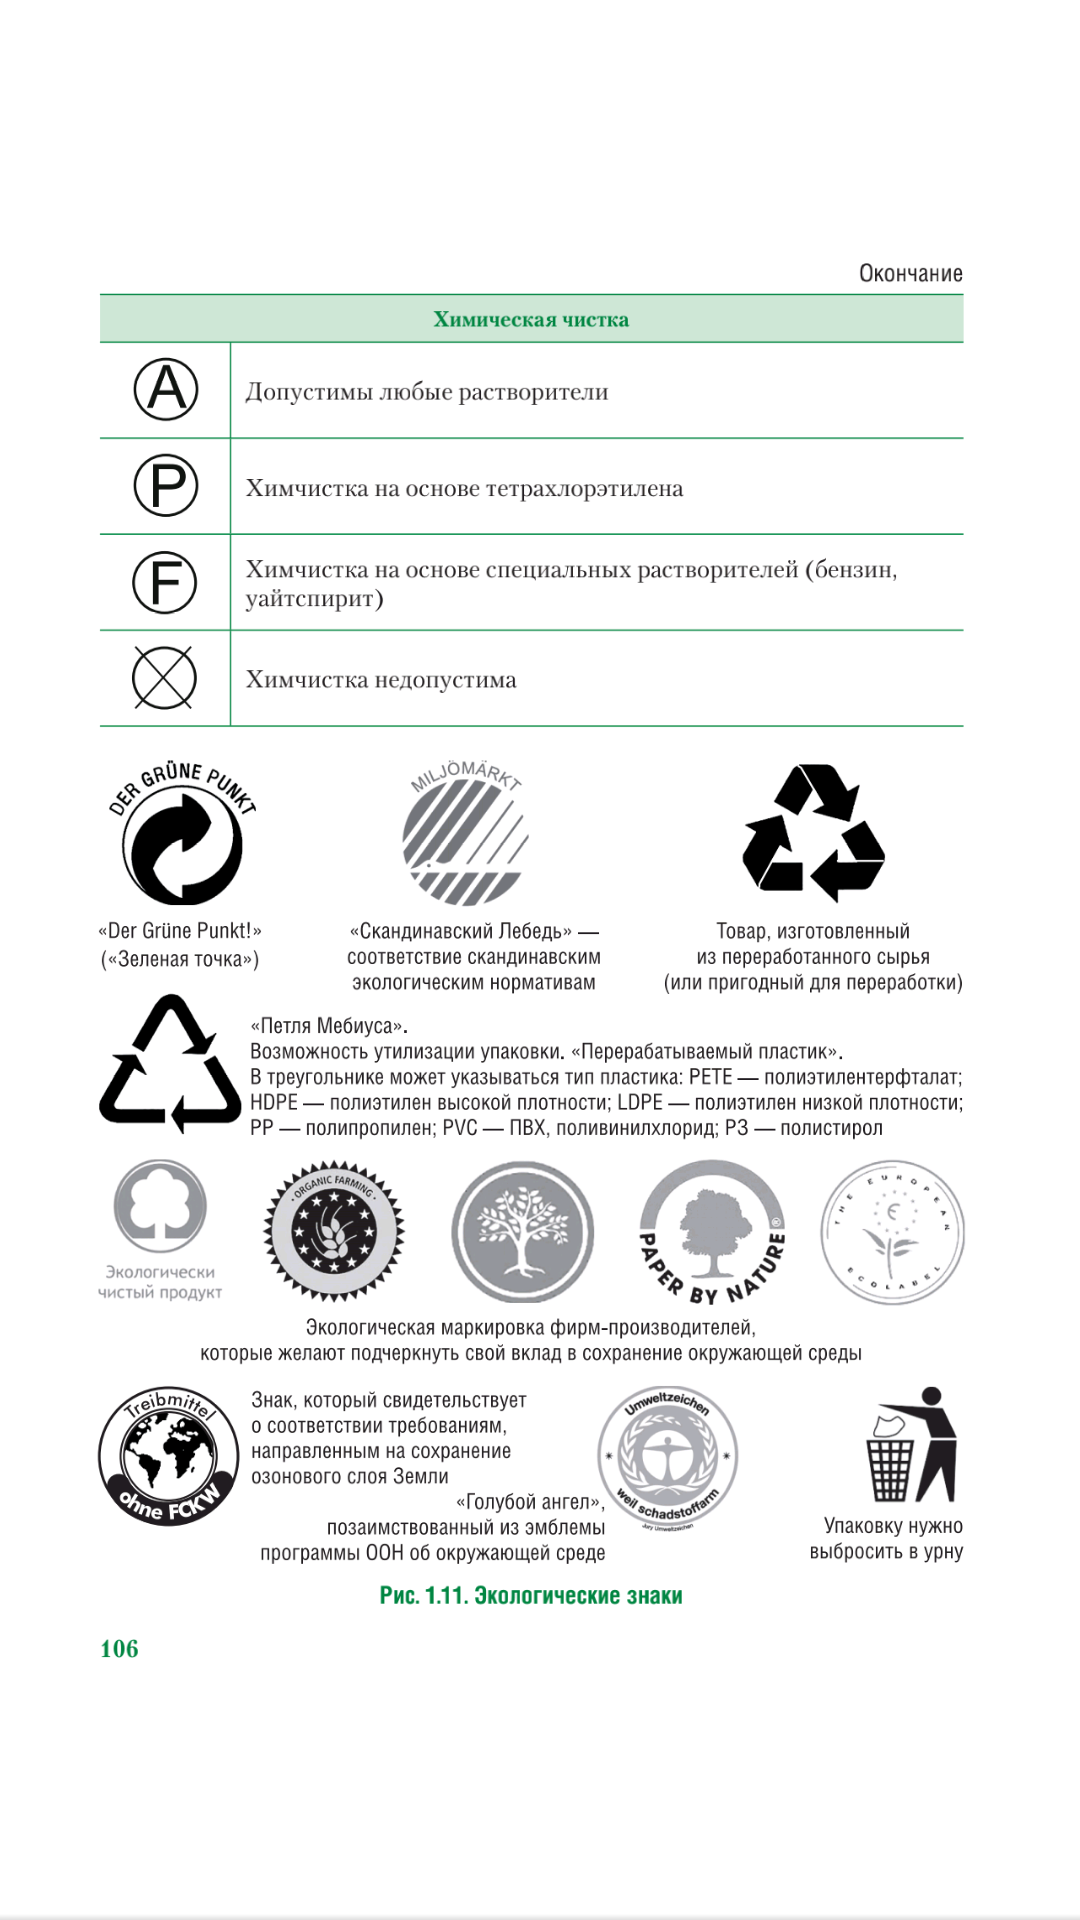 Окончание
Химическая чистка
A
Допустимы любые растворители
P
Химчистка на основе тетрахлорэтилена
F
Химчистка на основе специальных растворителей (бензин,
уайтспирит)
Химчистка недопустима
DER GRÜNE PUNKT
MILJÖMÄRKT
«Der Grüne Punkt!»
(«Зеленая точка»)
«Скандинавский Лебедь» —
соответствие скандинавским
экологическим нормативам
Товар, изготовленный
из переработанного сырья
(или пригодный для переработки)
«Петля Мебиуса».
Возможность утилизации упаковки. «Перерабатываемый пластик».
В треугольнике может указываться тип пластика: PETE — полиэтилентерфталат;
HDPE — полиэтилен высокой плотности; LDPE — полиэтилен низкой плотности;
PP — полипропилен; PVC — ПВХ, поливинилхлорид; РЗ — полистирол
Экологически
чистый продукт
· ORGANIC FARMING ·
PAPER BY NATURE®
THE EUROPEAN
€
ECOLABEL
Экологическая маркировка фирм-производителей,
которые желают подчеркнуть свой вклад в сохранение окружающей среды
Treibmittel
ohne FCKW
Знак, который свидетельствует
о соответствии требованиям,
направленным на сохранение
озонового слоя Земли
«Голубой ангел»,
позаимствованный из эмблемы
программы ООН об окружающей среде
Umweltzeichen
weil schadstoffarm
Jury Umweltzeichen
Упаковку нужно
выбросить в урну
Рис. 1.11. Экологические знаки
106